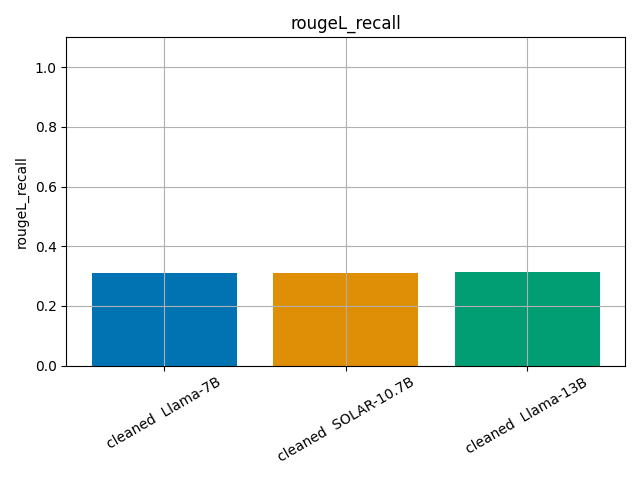 rougeL_recall
rougeL_recall
1.0
0.8
0.6
0.4
0.2
0.0
cleaned  Llama-7B
cleaned  SOLAR-10.7B
cleaned  Llama-13B